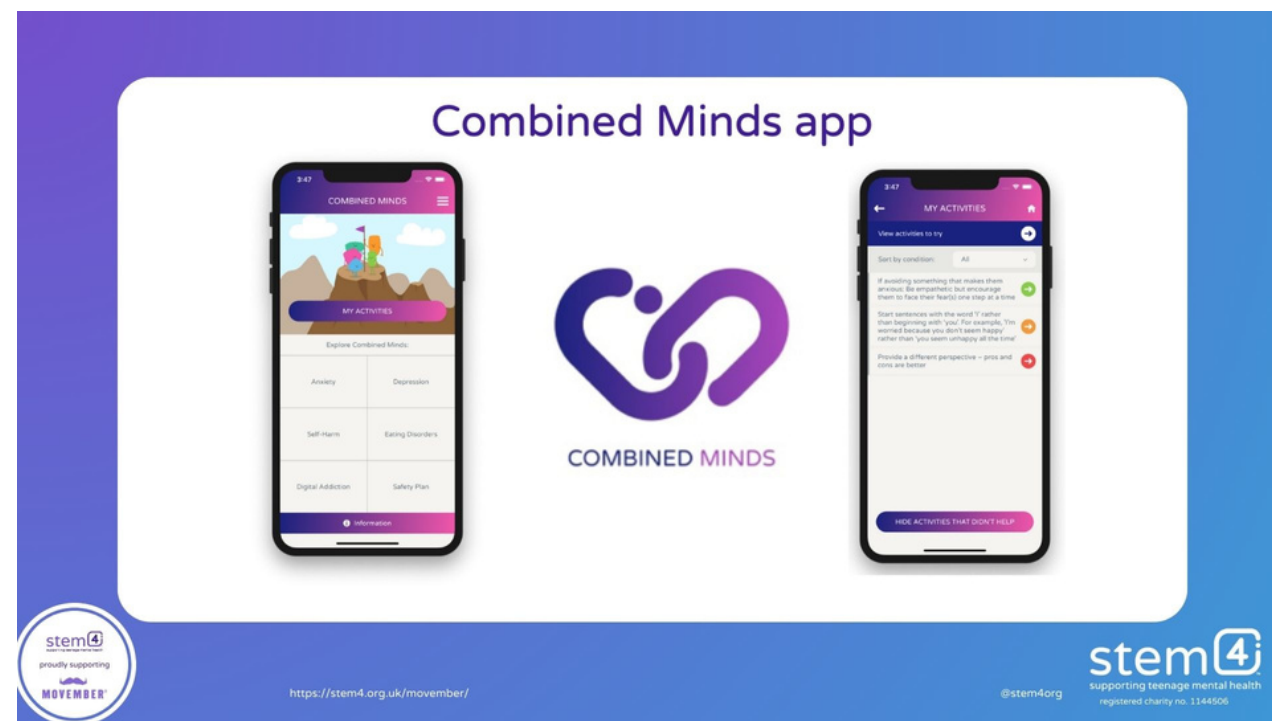 Combined Minds app
3:47
COMBINED MINDS
MY ACTIVITIES
Explore Combined Minds:
Anxiety
Depression
Self-Harm
Eating Disorders
Digital Addiction
Safety Plan
Information
COMBINED MINDS
3:47
MY ACTIVITIES
View activities to try
Sort by condition:
All
If avoiding something that makes them
anxious: Be empathetic but encourage
them to face their fear(s) one step at a time
Start sentences with the word 'I' rather
than beginning with 'you'. For example, 'I'm
worried because you don't seem happy'
rather than 'you seem unhappy all the time'
Provide a different perspective – pros and
cons are better
HIDE ACTIVITIES THAT DIDN'T HELP
stem4
supporting teenage mental health
proudly supporting
MOVEMBER®
https://stem4.org.uk/movember/
@stem4org
stem4
supporting teenage mental health
registered charity no. 1144506